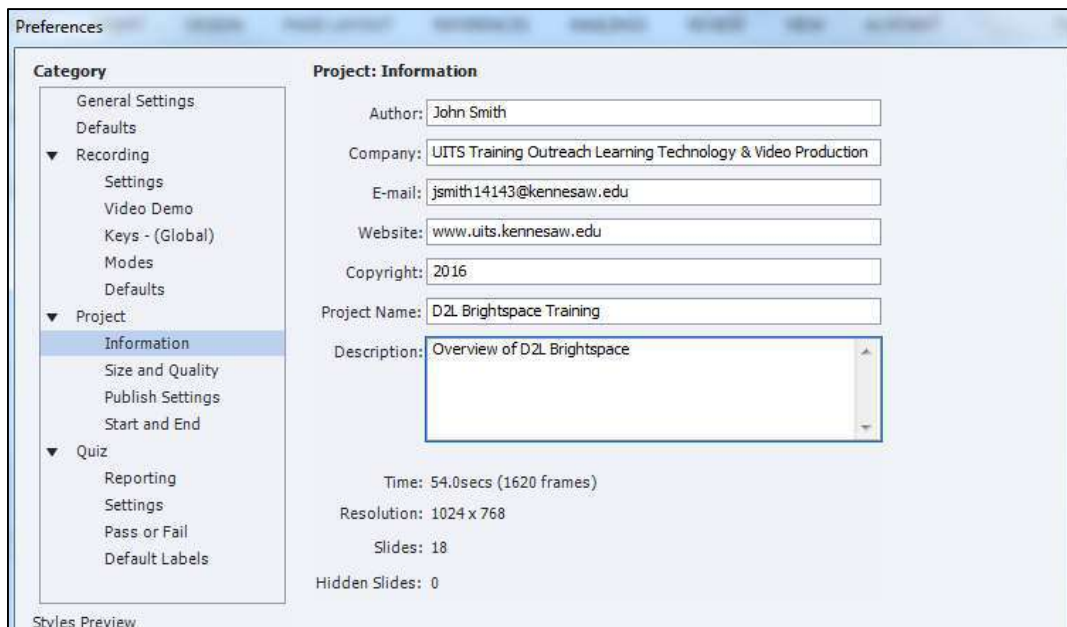 Preferences
Category
General Settings
Defaults
Recording
Settings
Video Demo
Keys - (Global)
Modes
Defaults
Project
Information
Size and Quality
Publish Settings
Start and End
Quiz
Reporting
Settings
Pass or Fail
Default Labels
Styles Preview
Project: Information
Author: John Smith
Company: UITS Training Outreach Learning Technology & Video Production
E-mail: jsmith14143@kennesaw.edu
Website: www.uits.kennesaw.edu
Copyright: 2016
Project Name: D2L Brightspace Training
Description: Overview of D2L Brightspace
Time: 54.0secs (1620 frames)
Resolution: 1024 x 768
Slides: 18
Hidden Slides: 0